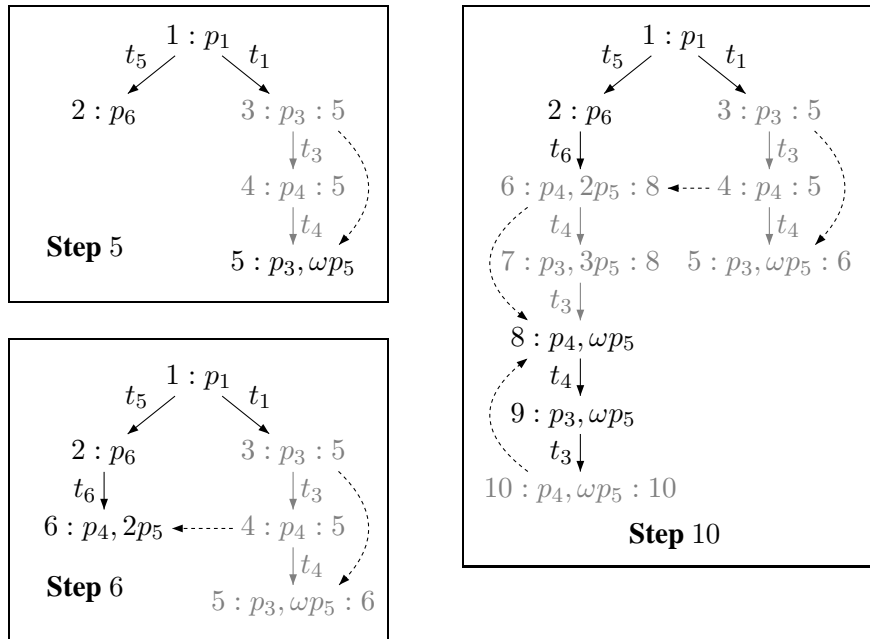 1 : p₁
t₅ t₁
2 : p₆ 3 : p₃ : 5
t₃
4 : p₄ : 5
t₄
5 : p₃, ωp₅
Step 5
1 : p₁
t₅ t₁
2 : p₆ 3 : p₃ : 5
t₆ t₃
6 : p₄, 2p₅ 4 : p₄ : 5
t₄
5 : p₃, ωp₅ : 6
Step 6
1 : p₁
t₅ t₁
2 : p₆ 3 : p₃ : 5
t₆ t₃
6 : p₄, 2p₅ : 8 4 : p₄ : 5
t₄ t₄
7 : p₃, 3p₅ : 8 5 : p₃, ωp₅ : 6
t₃
8 : p₄, ωp₅
t₄
9 : p₃, ωp₅
t₃
10 : p₄, ωp₅ : 10
Step 10